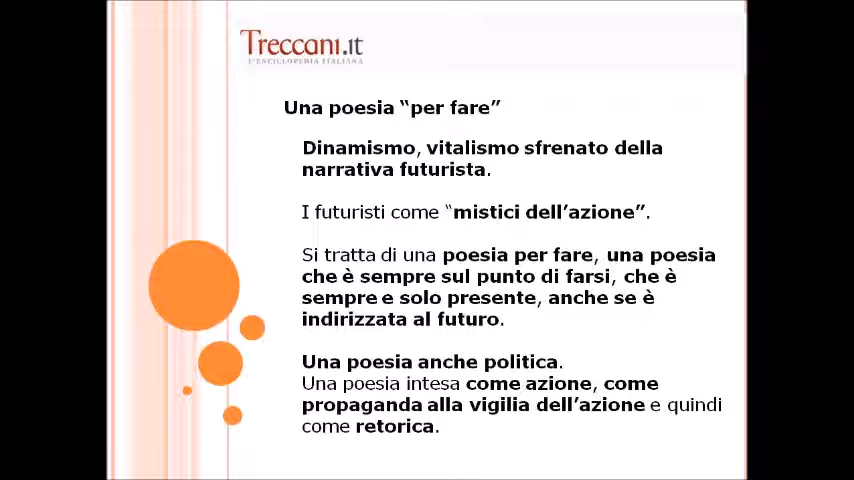 Treccani.it
L'ENCICLOPEDIA ITALIANA
Una poesia “per fare”
Dinamismo, vitalismo sfrenato della
narrativa futurista.
I futuristi come “mistici dell’azione”.
Si tratta di una poesia per fare, una poesia
che è sempre sul punto di farsi, che è
sempre e solo presente, anche se è
indirizzata al futuro.
Una poesia anche politica.
Una poesia intesa come azione, come
propaganda alla vigilia dell’azione e quindi
come retorica.